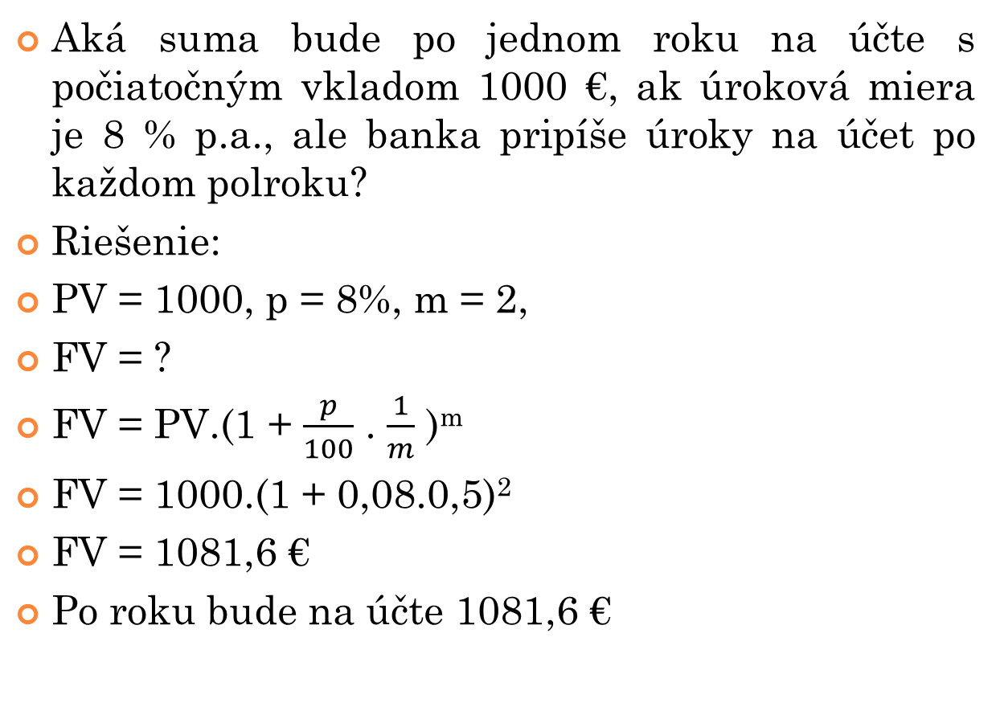 Aká suma bude po jednom roku na účte s
počiatočným vkladom 1000 €, ak úroková miera
je 8 % p.a., ale banka pripíše úroky na účet po
každom polroku?
Riešenie:
PV = 1000, p = 8%, m = 2,
FV = ?
FV = PV.(1 + p/100 . 1/m )ᵐ
FV = 1000.(1 + 0,08.0,5)²
FV = 1081,6 €
Po roku bude na účte 1081,6 €